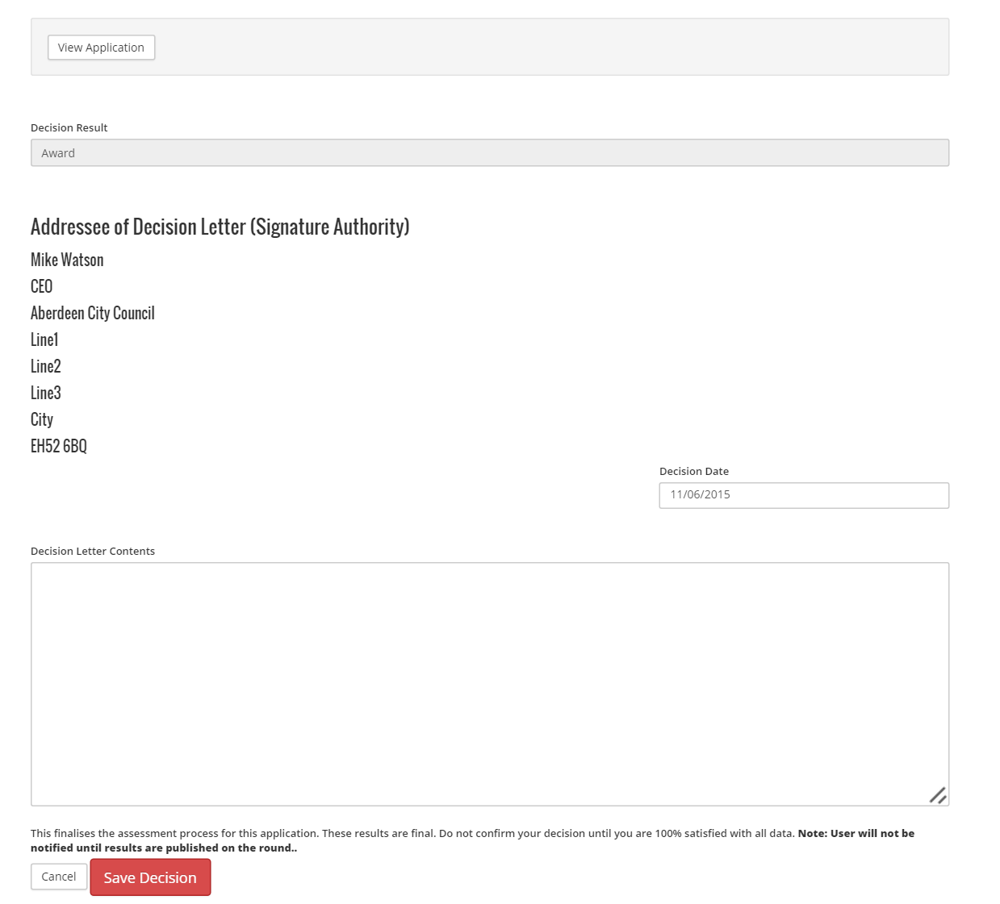 View Application
Decision Result
Award
Addressee of Decision Letter (Signature Authority)
Mike Watson
CEO
Aberdeen City Council
Line1
Line2
Line3
City
EH52 6BQ
Decision Date
11/06/2015
Decision Letter Contents
This finalises the assessment process for this application. These results are final. Do not confirm your decision until you are 100% satisfied with all data. Note: User will not be
notified until results are published on the round..
Cancel Save Decision